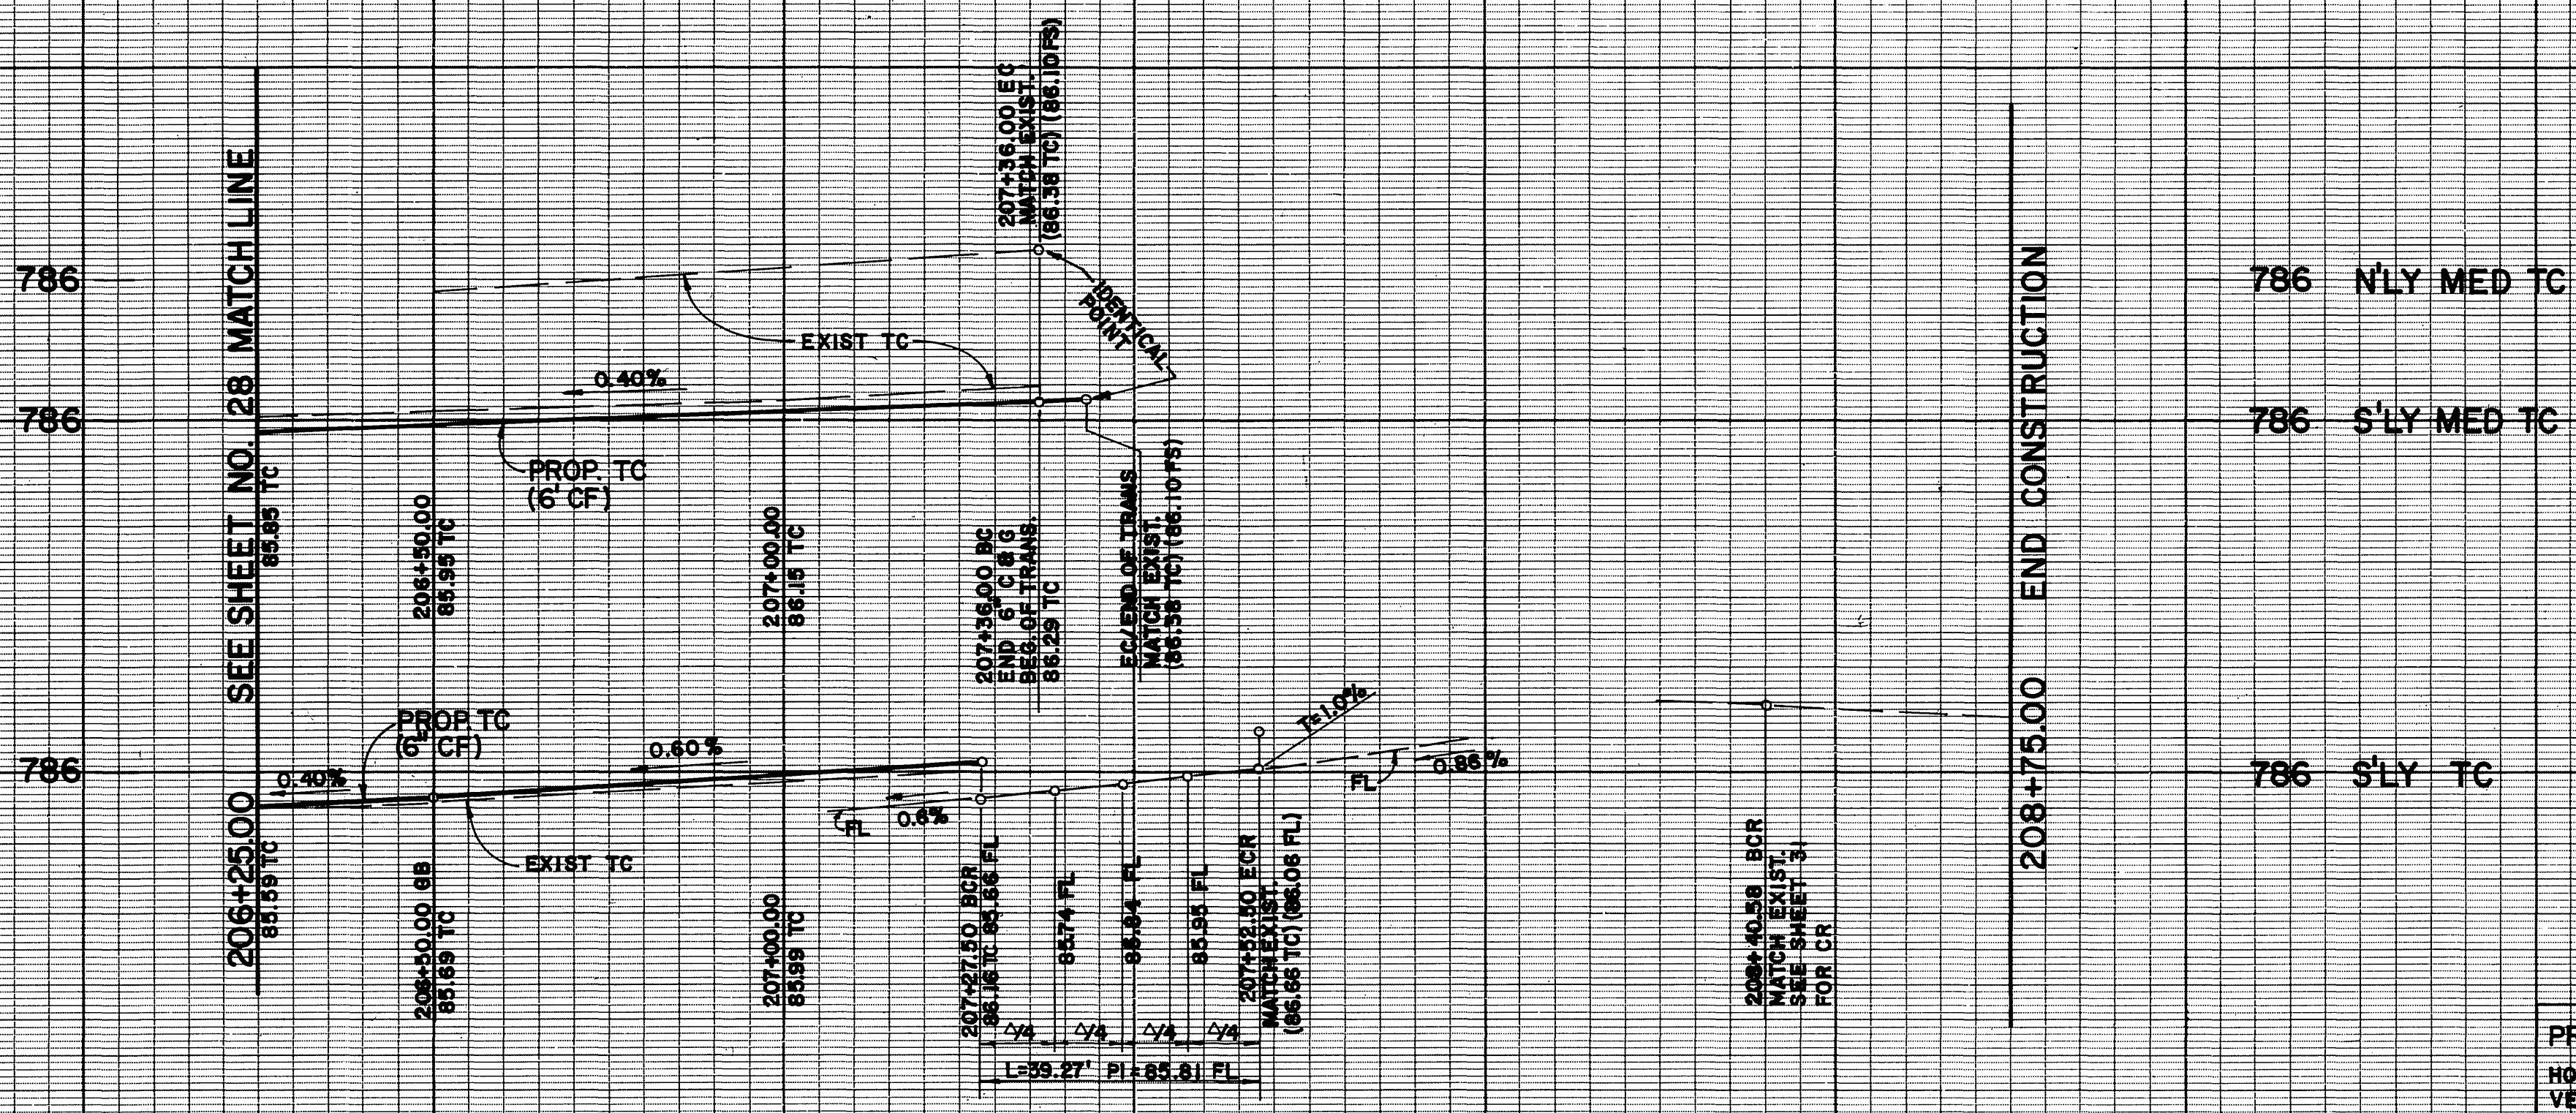 SEE SHEET NO. 28 MATCH LINE
206+25.00
786
786
786
85.85 TC
206+50.00
85.95 TC
207+00.00
86.15 TC
207+36.00 EC
MATCH EXIST.
(86.38 TC) (86.10 FS)
IDENTICAL
POINT
EXIST TC
0.40%
PROP. TC
(6' CF)
207+36.00 BC
END 6" C & G
BEG. OF TRANS.
86.29 TC
EC/END OF TRANS
MATCH EXIST.
(86.38 TC) (86.10 FS)
PROP. TC
(6" CF)
0.40%
0.60%
85.59 TC
206+50.00 GB
85.69 TC
EXIST TC
207+00.00
85.99 TC
FL
0.6%
207+27.50 BCR
86.16 TC 85.66 FL
85.74 FL
85.84 FL
85.95 FL
207+52.50 ECR
MATCH EXIST.
(86.66 TC) (86.06 FL)
T=1.0%
FL
0.86%
Δ/4
Δ/4
Δ/4
Δ/4
L=39.27' PI=85.81 FL
208+40.58 BCR
MATCH EXIST.
SEE SHEET 31
FOR CR
208+75.00 END CONSTRUCTION
786 N'LY MED TC
786 S'LY MED TC
786 S'LY TC
PR
HO
VE